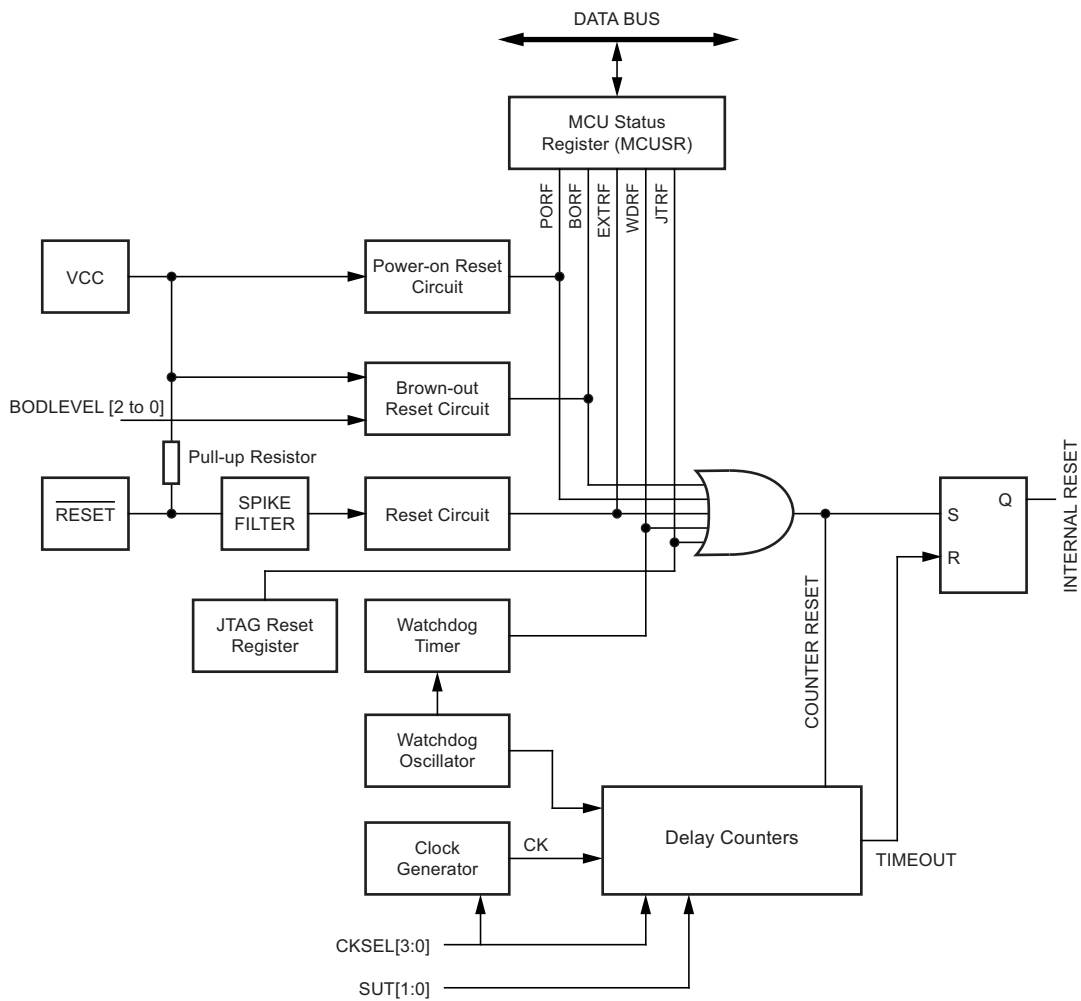 DATA BUS
MCU Status
Register (MCUSR)
PORF
BORF
EXTRF
WDRF
JTRF
VCC
Power-on Reset
Circuit
Brown-out
Reset Circuit
BODLEVEL [2 to 0]
Pull-up Resistor
RESET
SPIKE
FILTER
Reset Circuit
S
Q
R
INTERNAL RESET
JTAG Reset
Register
Watchdog
Timer
COUNTER RESET
Watchdog
Oscillator
Clock
Generator
CK
Delay Counters
TIMEOUT
CKSEL[3:0]
SUT[1:0]